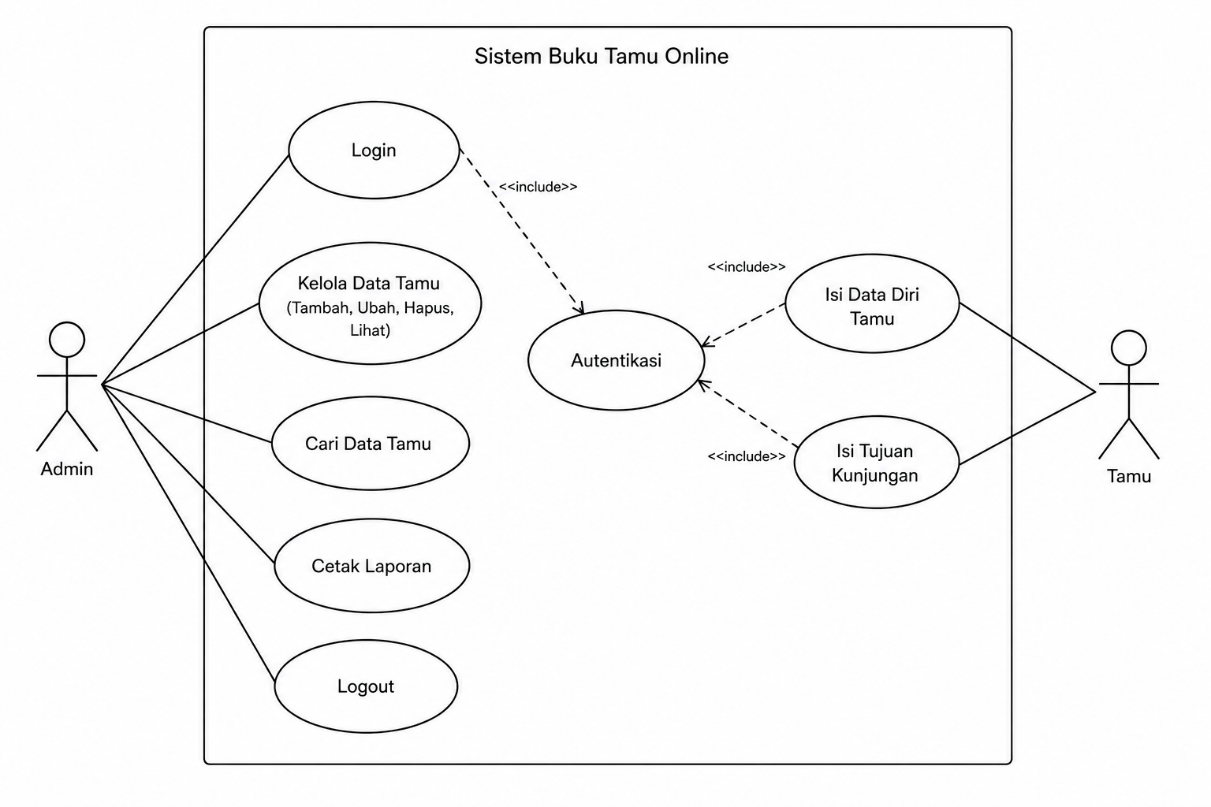 Sistem Buku Tamu Online
Login
<<include>>
Kelola Data Tamu
(Tambah, Ubah, Hapus,
Lihat)
<<include>>
Isi Data Diri
Tamu
Autentikasi
Admin
Cari Data Tamu
<<include>>
Isi Tujuan
Kunjungan
Tamu
Cetak Laporan
Logout